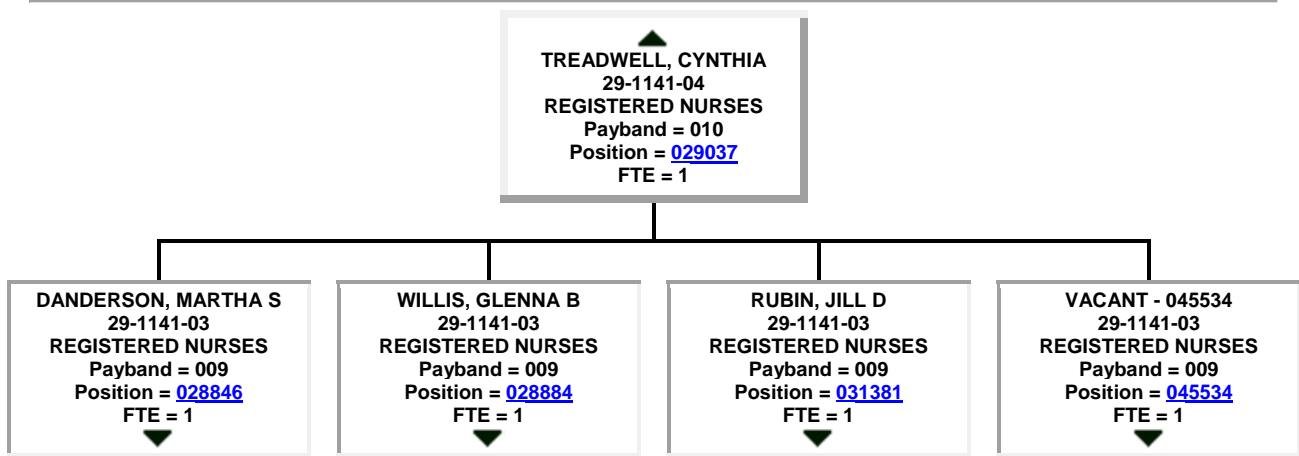 TREADWELL, CYNTHIA
29-1141-04
REGISTERED NURSES
Payband = 010
Position = 029037
FTE = 1
DANDERSON, MARTHA S
29-1141-03
REGISTERED NURSES
Payband = 009
Position = 028846
FTE = 1
WILLIS, GLENNA B
29-1141-03
REGISTERED NURSES
Payband = 009
Position = 028884
FTE = 1
RUBIN, JILL D
29-1141-03
REGISTERED NURSES
Payband = 009
Position = 031381
FTE = 1
VACANT - 045534
29-1141-03
REGISTERED NURSES
Payband = 009
Position = 045534
FTE = 1